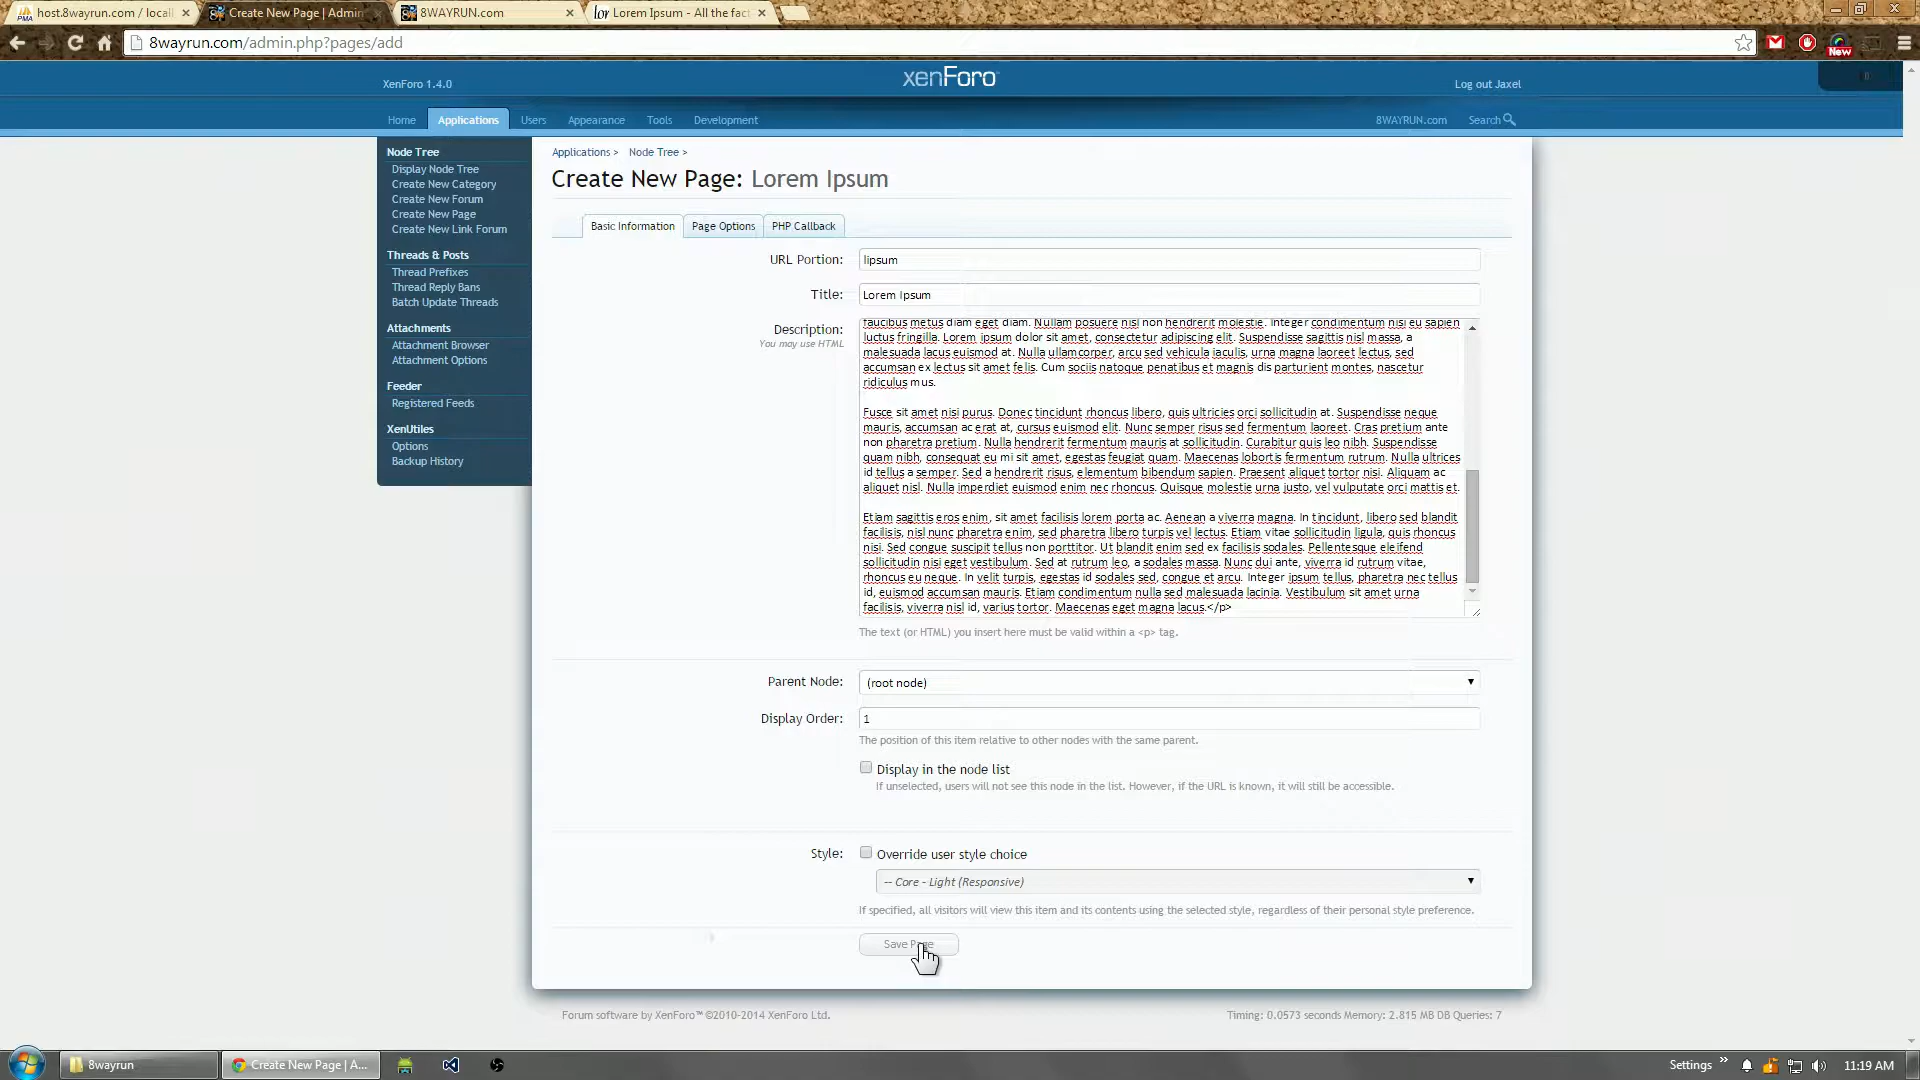 host.8wayrun.com / locall
Create New Page | Admin
8WAYRUN.com
Lorem Ipsum - All the fact
8wayrun.com/admin.php?pages/add
New
XenForo 1.4.0
xenForo
Log out Jaxel
Home
Applications
Users
Appearance
Tools
Development
8WAYRUN.com
Search
Node Tree
Display Node Tree
Create New Category
Create New Forum
Create New Page
Create New Link Forum
Threads & Posts
Thread Prefixes
Thread Reply Bans
Batch Update Threads
Attachments
Attachment Browser
Attachment Options
Feeder
Registered Feeds
XenUtiles
Options
Backup History
Applications > Node Tree >
Create New Page: Lorem Ipsum
Basic Information
Page Options
PHP Callback
URL Portion:
lipsum
Title:
Lorem Ipsum
Description:
You may use HTML
faucibus metus diam eget diam. Nullam posuere nisl non hendrerit molestie. Integer condimentum nisi eu sapien
luctus fringilla. Lorem ipsum dolor sit amet, consectetur adipiscing elit. Suspendisse sagittis nisl massa, a
malesuada lacus euismod at. Nulla ullamcorper, arcu sed vehicula iaculis, urna magna laoreet lectus, sed
accumsan ex lectus sit amet felis. Cum sociis natoque penatibus et magnis dis parturient montes, nascetur
ridiculus mus.
Fusce sit amet nisi purus. Donec tincidunt rhoncus libero, quis ultricies orci sollicitudin at. Suspendisse neque
mauris, accumsan ac erat at, cursus euismod elit. Nunc semper risus sed fermentum laoreet. Cras pretium ante
non pharetra pretium. Nulla hendrerit fermentum mauris at sollicitudin. Curabitur quis leo nibh. Suspendisse
quam nibh, consequat eu mi sit amet, egestas feugiat quam. Maecenas lobortis fermentum rutrum. Nulla ultrices
id tellus a semper. Sed a hendrerit risus, elementum bibendum sapien. Praesent aliquet tortor nisi. Aliquam ac
aliquet nisl. Nulla imperdiet euismod enim nec rhoncus. Quisque molestie urna justo, vel vulputate orci mattis et.
Etiam sagittis eros enim, sit amet facilisis lorem porta ac. Aenean a viverra magna. In tincidunt, libero sed blandit
facilisis, nisl nunc pharetra enim, sed pharetra libero turpis vel lectus. Etiam vitae sollicitudin ligula, quis rhoncus
nisi. Sed congue suscipit tellus non porttitor. Ut blandit enim sed ex facilisis sodales. Pellentesque eleifend
sollicitudin nisi eget vestibulum. Sed at rutrum leo, a sodales massa. Nunc dui ante, viverra id rutrum vitae,
rhoncus eu neque. In velit turpis, egestas id sodales sed, congue et arcu. Integer ipsum tellus, pharetra nec tellus
id, euismod accumsan mauris. Etiam condimentum nulla sed malesuada lacinia. Vestibulum sit amet urna
facilisis, viverra nisl id, varius tortor. Maecenas eget magna lacus.</p>
The text (or HTML) you insert here must be valid within a <p> tag.
Parent Node:
(root node)
Display Order:
1
The position of this item relative to other nodes with the same parent.
Display in the node list
If unselected, users will not see this node in the list. However, if the URL is known, it will still be accessible.
Style:
Override user style choice
-- Core - Light (Responsive)
If specified, all visitors will view this item and its contents using the selected style, regardless of their personal style preference.
Save Page
Forum software by XenForo™ ©2010-2014 XenForo Ltd.
Timing: 0.0573 seconds Memory: 2.815 MB DB Queries: 7
8wayrun
Create New Page | A...
Settings
11:19 AM